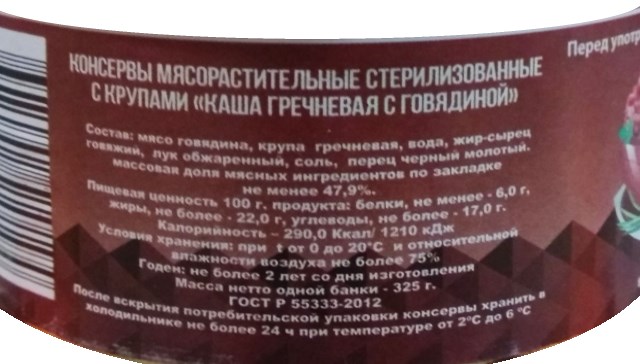 КОНСЕРВЫ МЯСОРАСТИТЕЛЬНЫЕ СТЕРИЛИЗОВАННЫЕ
С КРУПАМИ «КАША ГРЕЧНЕВАЯ С ГОВЯДИНОЙ»
Перед
Состав: мясо говядина, крупа гречневая, вода, жир-сырец
говяжий, лук обжаренный, соль, перец черный молотый.
массовая доля мясных ингредиентов по закладке
не менее 47,9%.
Пищевая ценность 100 г. продукта: белки, не менее - 6,0 г,
жиры, не более - 22,0 г, углеводы, не более - 17,0 г.
Калорийность – 290,0 Ккал/ 1210 кДж
Условия хранения: при t от 0 до 20°С и относительной
влажности воздуха не более 75%
Годен: не более 2 лет со дня изготовления
Масса нетто одной банки - 325 г.
ГОСТ Р 55333-2012
После вскрытия потребительской упаковки консервы хранить в
холодильнике не более 24 ч при температуре от 2°С до 6 °С